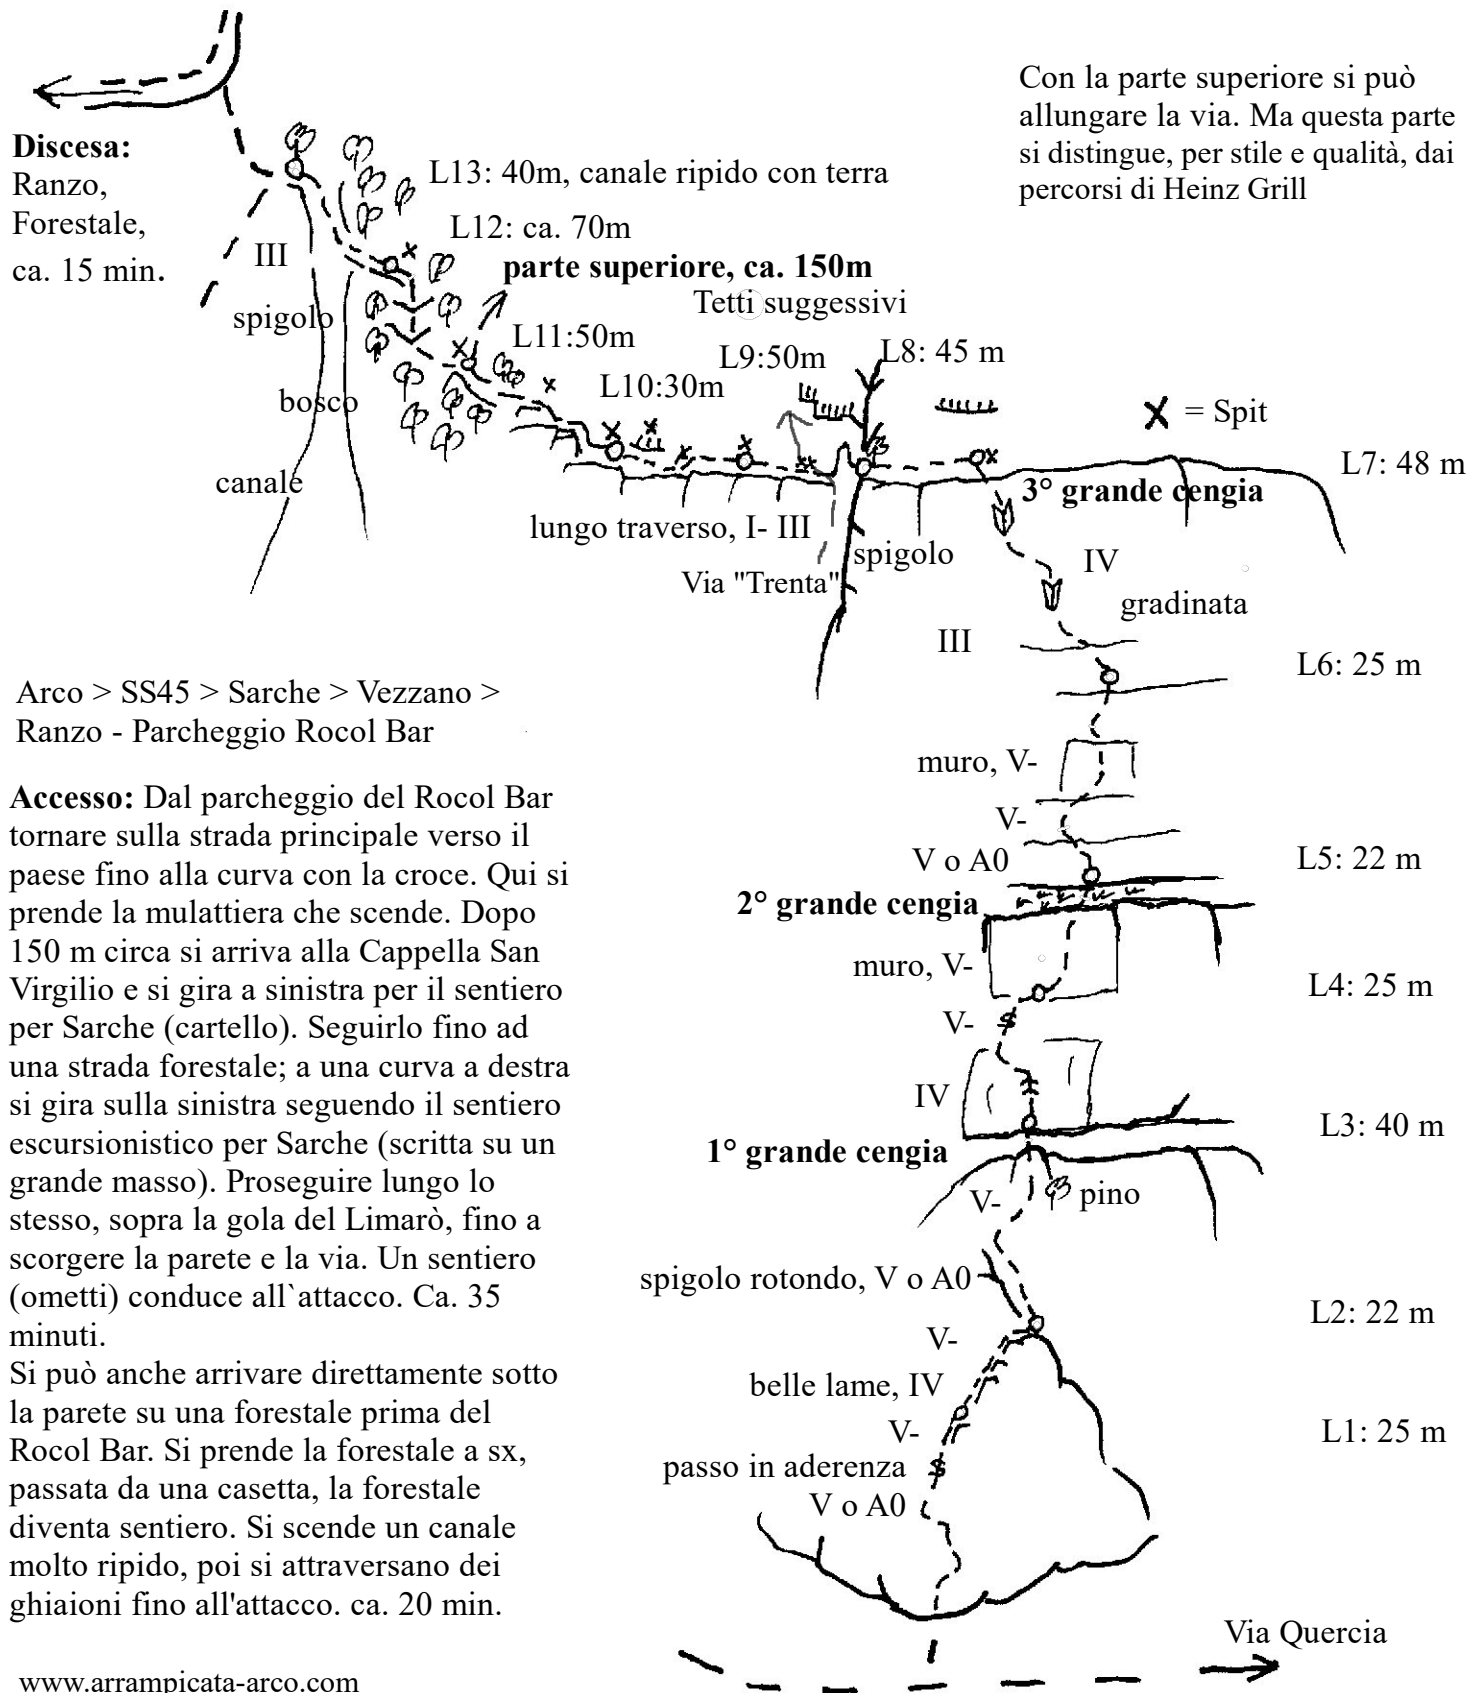 Con la parte superiore si può
allungare la via. Ma questa parte
si distingue, per stile e qualità, dai
percorsi di Heinz Grill
Discesa:
Ranzo,
Forestale,
ca. 15 min.
L13: 40m, canale ripido con terra
L12: ca. 70m
parte superiore, ca. 150m
Tetti suggessivi
III
spigolo
bosco
canale
L11:50m
L10:30m
L9:50m
L8: 45 m
X = Spit
L7: 48 m
3° grande cengia
lungo traverso, I- III
spigolo
Via "Trenta"
IV
gradinata
III
L6: 25 m
Arco > SS45 > Sarche > Vezzano >
Ranzo - Parcheggio Rocol Bar
muro, V-
V-
V o A0
L5: 22 m
2° grande cengia
muro, V-
L4: 25 m
V-
IV
L3: 40 m
1° grande cengia
V-
pino
spigolo rotondo, V o A0
L2: 22 m
V-
belle lame, IV
V-
L1: 25 m
passo in aderenza
V o A0
Accesso: Dal parcheggio del Rocol Bar
tornare sulla strada principale verso il
paese fino alla curva con la croce. Qui si
prende la mulattiera che scende. Dopo
150 m circa si arriva alla Cappella San
Virgilio e si gira a sinistra per il sentiero
per Sarche (cartello). Seguirlo fino ad
una strada forestale; a una curva a destra
si gira sulla sinistra seguendo il sentiero
escursionistico per Sarche (scritta su un
grande masso). Proseguire lungo lo
stesso, sopra la gola del Limarò, fino a
scorgere la parete e la via. Un sentiero
(ometti) conduce all`attacco. Ca. 35
minuti.
Si può anche arrivare direttamente sotto
la parete su una forestale prima del
Rocol Bar. Si prende la forestale a sx,
passata da una casetta, la forestale
diventa sentiero. Si scende un canale
molto ripido, poi si attraversano dei
ghiaioni fino all'attacco. ca. 20 min.
Via Quercia
www.arrampicata-arco.com